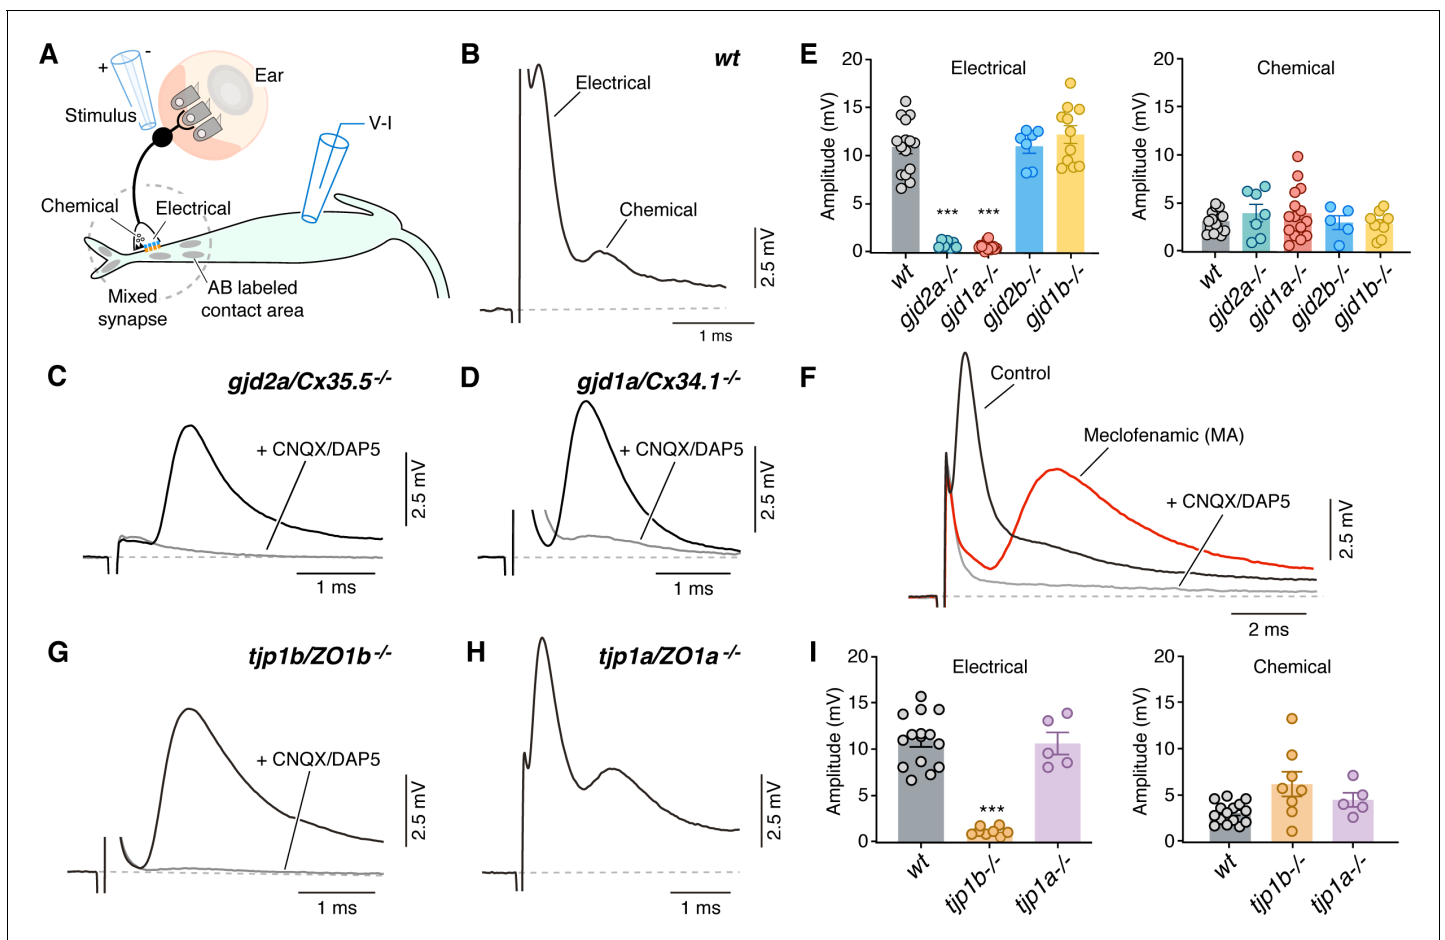 A
-
+
Ear
Stimulus
V-I
Chemical
Electrical
Mixed
synapse
AB labeled
contact area
B
wt
Electrical
Chemical
2.5 mV
1 ms
E
Electrical
Amplitude (mV)
20
15
10
5
0
***
***
wt
gjd2a-/-
gjd1a-/-
gjd2b-/-
gjd1b-/-
Chemical
Amplitude (mV)
20
15
10
5
0
wt
gjd2a-/-
gjd1a-/-
gjd2b-/-
gjd1b-/-
C
gjd2a/Cx35.5-/-
+ CNQX/DAP5
2.5 mV
1 ms
D
gjd1a/Cx34.1-/-
+ CNQX/DAP5
2.5 mV
1 ms
F
Control
Meclofenamic (MA)
+ CNQX/DAP5
2.5 mV
2 ms
G
tjp1b/ZO1b-/-
+ CNQX/DAP5
2.5 mV
1 ms
H
tjp1a/ZO1a-/-
2.5 mV
1 ms
I
Electrical
Amplitude (mV)
20
15
10
5
0
***
wt
tjp1b-/-
tjp1a-/-
Chemical
Amplitude (mV)
20
15
10
5
0
wt
tjp1b-/-
tjp1a-/-